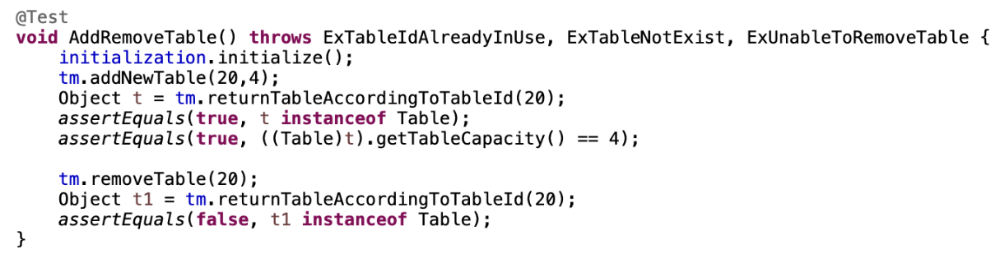 @Test
void AddRemoveTable() throws ExTableIdAlreadyInUse, ExTableNotExist, ExUnableToRemoveTable {
    initialization.initialize();
    tm.addNewTable(20,4);
    Object t = tm.returnTableAccordingToTableId(20);
    assertEquals(true, t instanceof Table);
    assertEquals(true, ((Table)t).getTableCapacity() == 4);

    tm.removeTable(20);
    Object t1 = tm.returnTableAccordingToTableId(20);
    assertEquals(false, t1 instanceof Table);
}